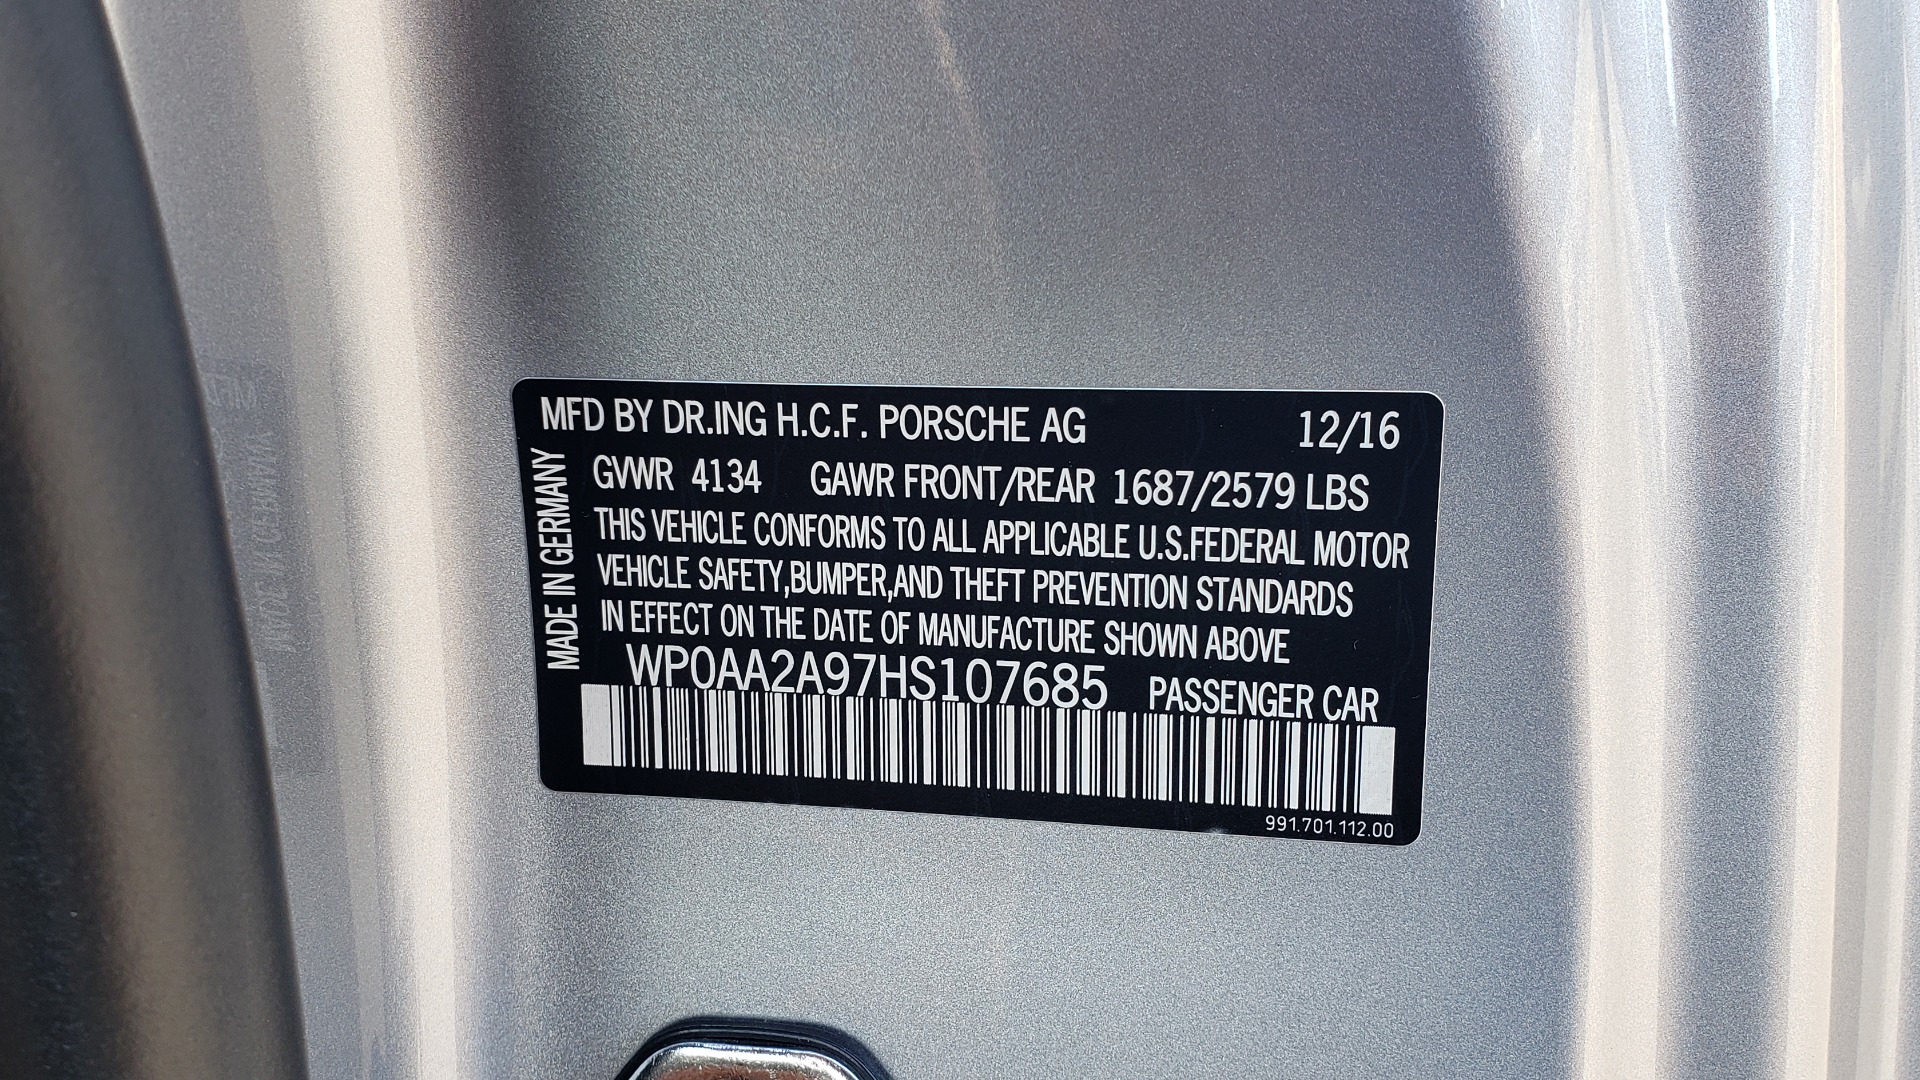 MFD BY DR.ING H.C.F. PORSCHE AG 12/16
GVWR 4134 GAWR FRONT/REAR 1687/2579 LBS
THIS VEHICLE CONFORMS TO ALL APPLICABLE U.S.FEDERAL MOTOR
VEHICLE SAFETY,BUMPER,AND THEFT PREVENTION STANDARDS
IN EFFECT ON THE DATE OF MANUFACTURE SHOWN ABOVE
WP0AA2A97HS107685 PASSENGER CAR
991.701.112.00
MADE IN GERMANY